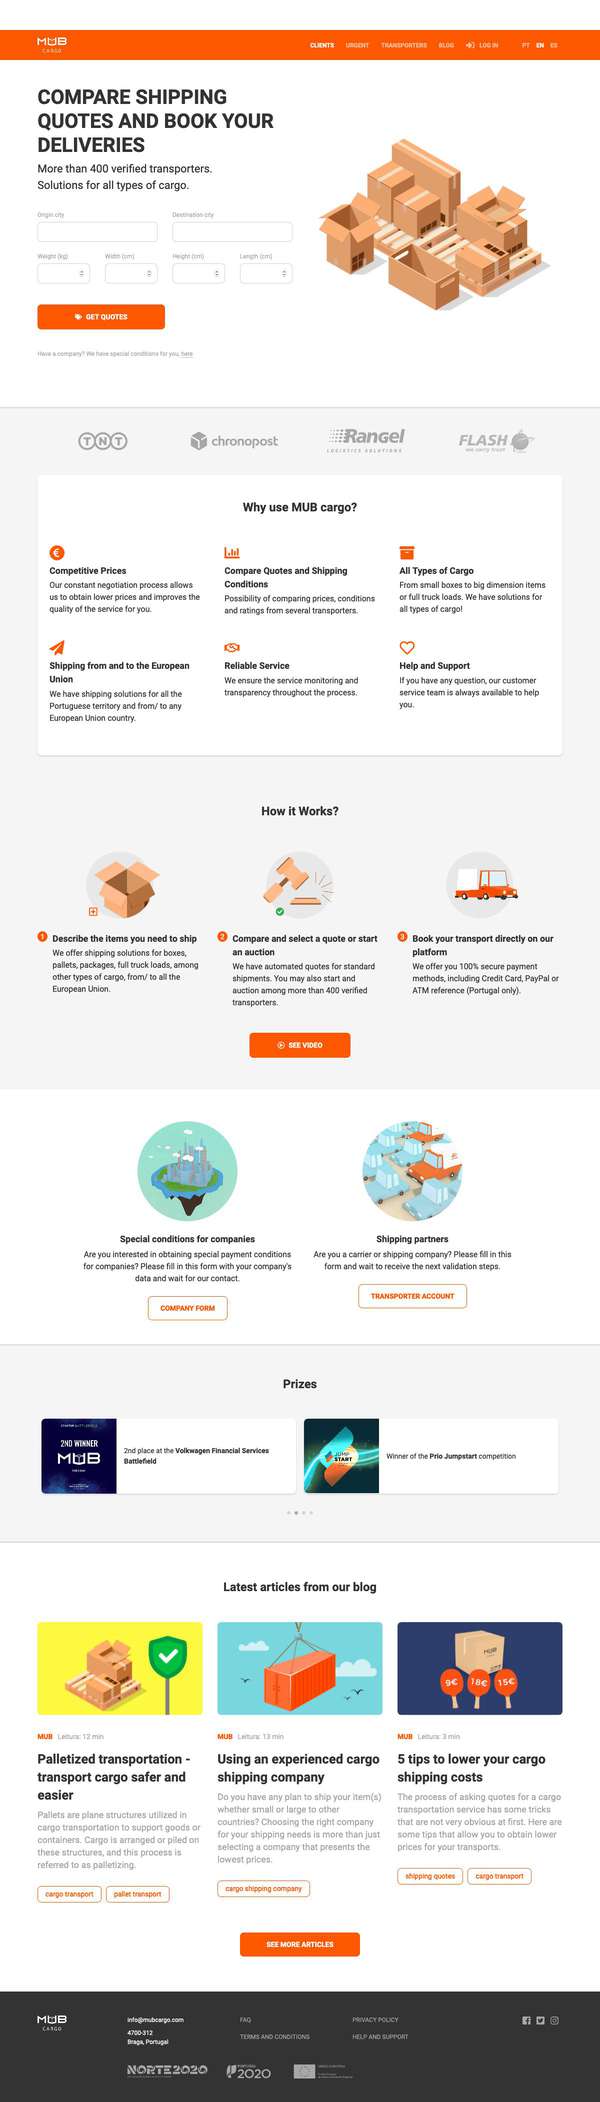 MUB
CARGO
CLIENTS
URGENT
TRANSPORTERS
BLOG
LOG IN
PT
EN
ES
COMPARE SHIPPING
QUOTES AND BOOK YOUR
DELIVERIES
More than 400 verified transporters.
Solutions for all types of cargo.
Origin city
Destination city
Weight (kg)
Width (cm)
Height (cm)
Length (cm)
GET QUOTES
Have a company? We have special conditions for you, here
TNT
chronopost
Rangel
LOGISTICS SOLUTIONS
FLASH
we carry trust
Why use MUB cargo?
Competitive Prices
Our constant negotiation process allows
us to obtain lower prices and improves the
quality of the service for you.
Compare Quotes and Shipping
Conditions
Possibility of comparing prices, conditions
and ratings from several transporters.
All Types of Cargo
From small boxes to big dimension items
or full truck loads. We have solutions for
all types of cargo!
Shipping from and to the European
Union
We have shipping solutions for all the
Portuguese territory and from/ to any
European Union country.
Reliable Service
We ensure the service monitoring and
transparency throughout the process.
Help and Support
If you have any question, our customer
service team is always available to help
you.
How it Works?
1 Describe the items you need to ship
We offer shipping solutions for boxes,
pallets, packages, full truck loads, among
other types of cargo, from/ to all the
European Union.
2 Compare and select a quote or start
an auction
We have automated quotes for standard
shipments. You may also start and
auction among more than 400 verified
transporters.
3 Book your transport directly on our
platform
We offer you 100% secure payment
methods, including Credit Card, PayPal or
ATM reference (Portugal only).
SEE VIDEO
Special conditions for companies
Are you interested in obtaining special payment conditions
for companies? Please fill in this form with your company's
data and wait for our contact.
COMPANY FORM
Shipping partners
Are you a carrier or shipping company? Please fill in this
form and wait to receive the next validation steps.
TRANSPORTER ACCOUNT
Prizes
2ND WINNER
MUB
2nd place at the Volkwagen Financial Services
Battlefield
JUMP
START
Winner of the Prio Jumpstart competition
Latest articles from our blog
MUB
9€
18€
15€
MUB Leitura: 12 min
Palletized transportation -
transport cargo safer and
easier
Pallets are plane structures utilized in
cargo transportation to support goods or
containers. Cargo is arranged or piled on
these structures, and this process is
referred to as palletizing.
cargo transport
pallet transport
MUB Leitura: 13 min
Using an experienced cargo
shipping company
Do you have any plan to ship your item(s)
whether small or large to other
countries? Choosing the right company
for your shipping needs is more than just
selecting a company that presents the
lowest prices.
cargo shipping company
MUB Leitura: 3 min
5 tips to lower your cargo
shipping costs
The process of asking quotes for a cargo
transportation service has some tricks
that are not very obvious at first. Here are
some tips that allow you to obtain lower
prices for your transports.
shipping quotes
cargo transport
SEE MORE ARTICLES
MUB
CARGO
info@mubcargo.com
4700-312
Braga, Portugal
FAQ
TERMS AND CONDITIONS
PRIVACY POLICY
HELP AND SUPPORT
NORTE2020
PORTUGAL
2020
UNIÃO EUROPEIA